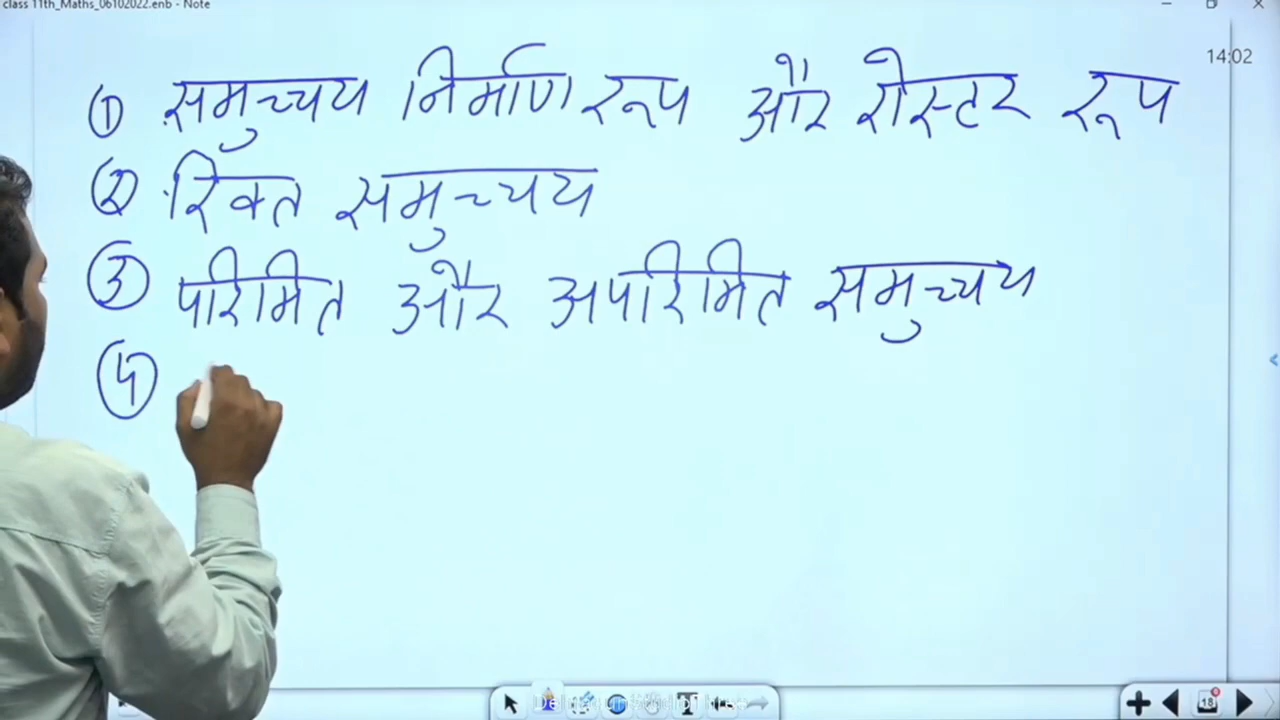 class 11th_Maths_06102022.enb - Note
14:02
① समुच्चय निर्माण रूप और रोस्टर रूप
② रिक्त समुच्चय
③ परिमित और अपरिमित समुच्चय
④